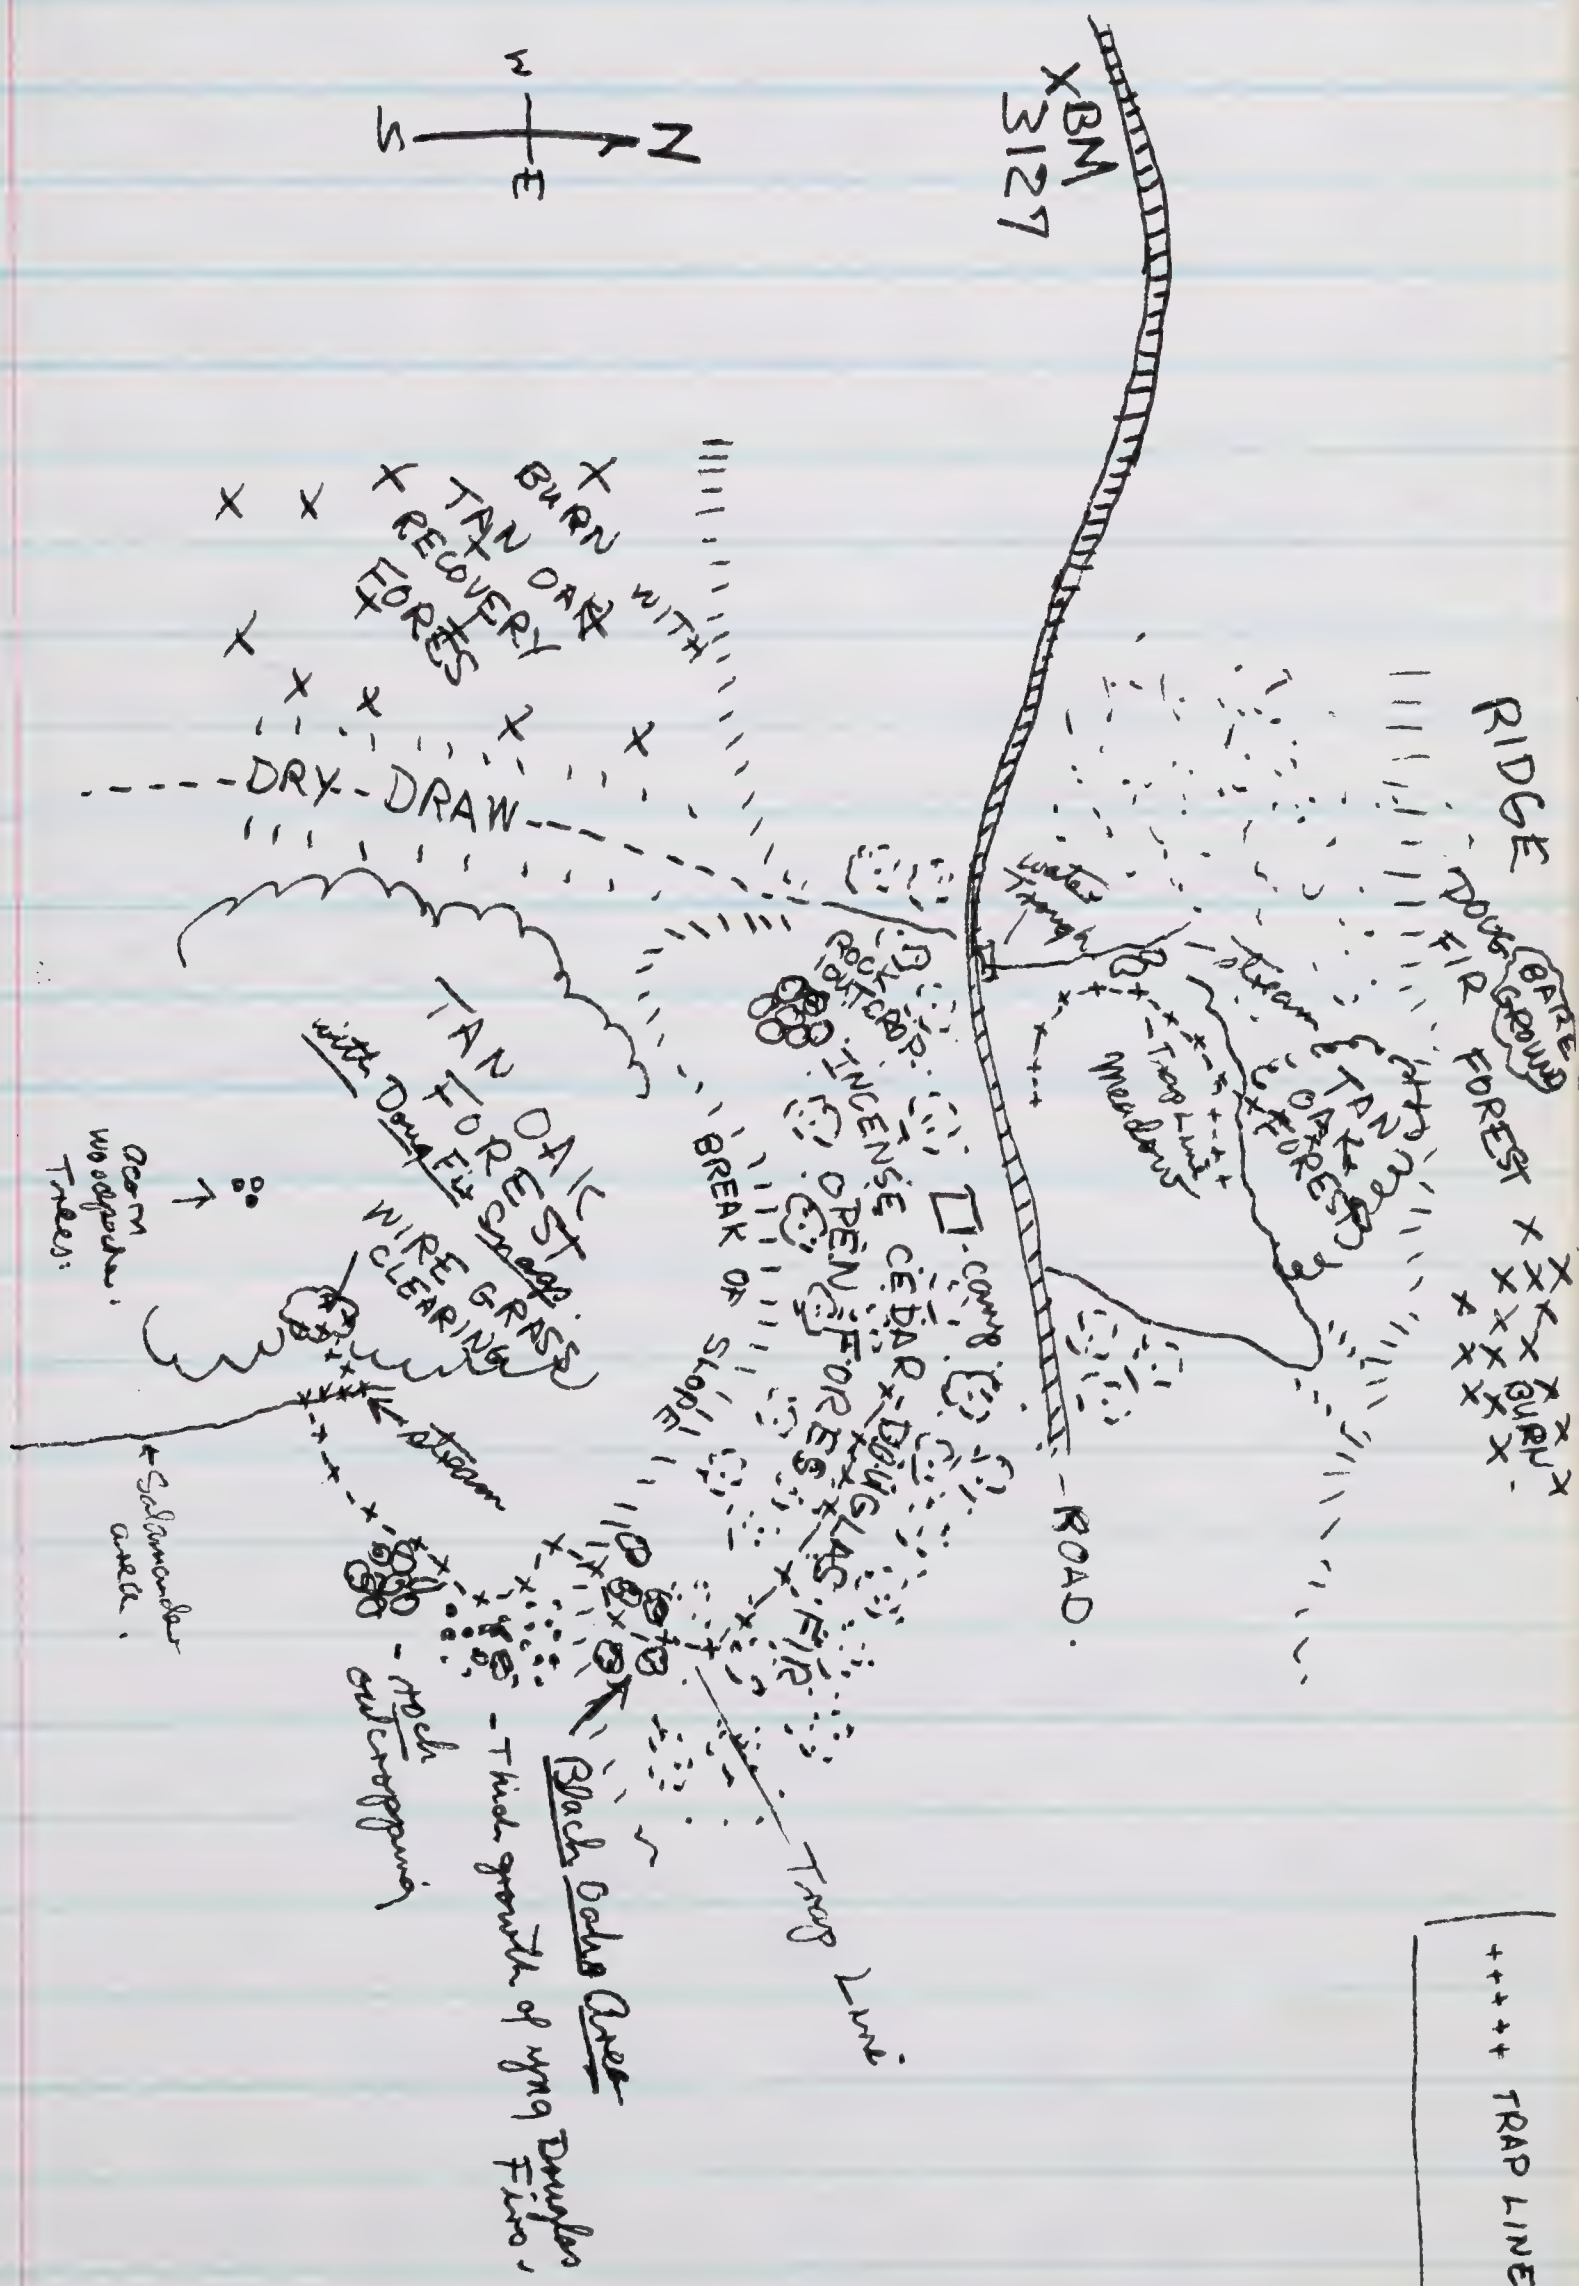 RIDGE
BARE
GROUND
DOUG
FIR
FOREST
BURN
++++ TRAP LINE
TAN
OAK
FOREST
stream
-Trap Line
meadows
water
trough
XBM
3127
N
W
E
S
-ROAD.
camp
ROCK
OUTCROP.
INCENSE CEDAR-DOUGLAS-FIR
OPEN FORES
BREAK OF SLOPE
BURN WITH
TAN OAK
RECOVERY
FORES
DRY DRAW
TAN OAK
FOREST
with Doug Fir Snags.
WIRE GRASS
CLEARING
Trap Line.
Black Oaks Area
-Thick growth of yng Douglas
Firs.
- rock
outcropping
stream
Salamander
area.
acorn
woodpecker
Trees.